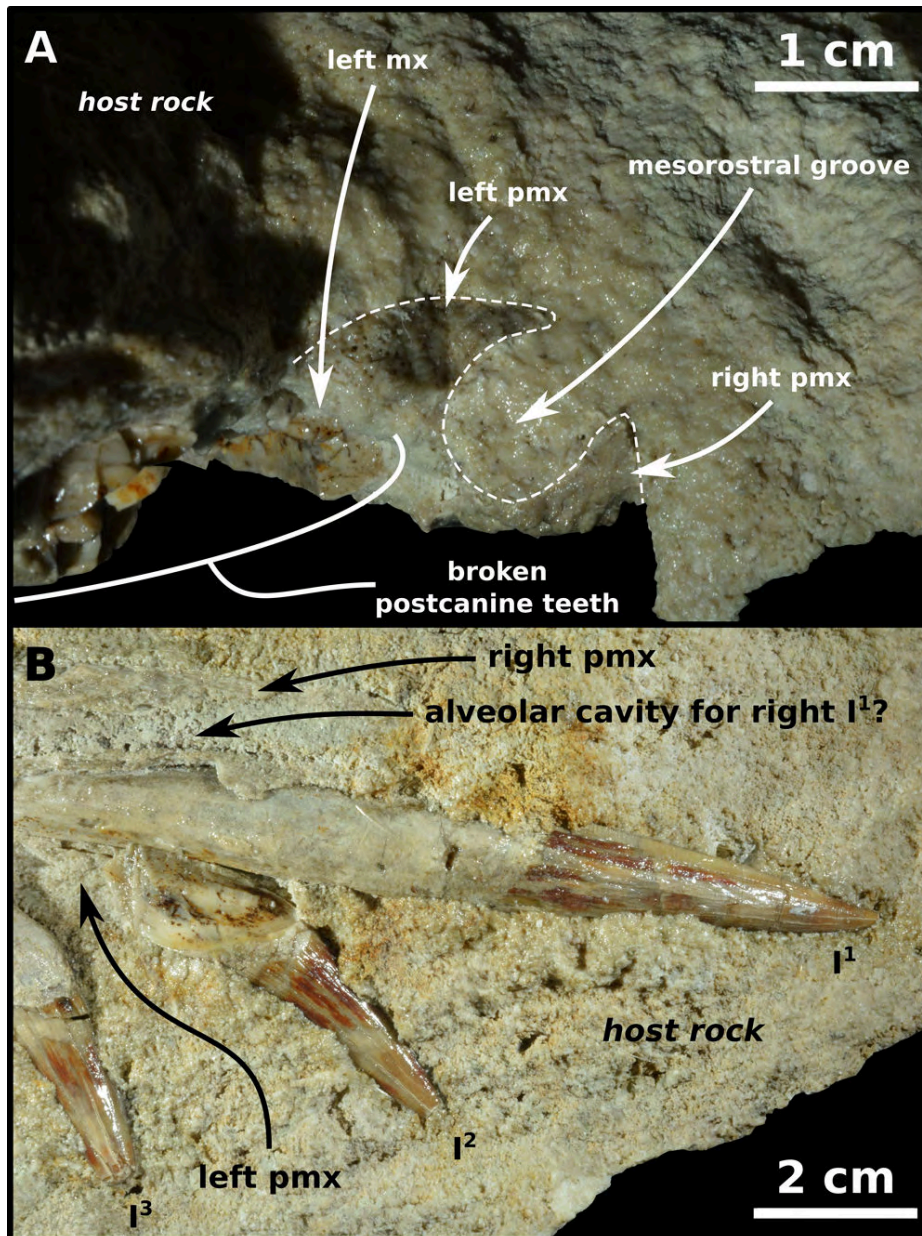 A
1 cm
left mx
host rock
mesorostral groove
left pmx
right pmx
broken
postcanine teeth
B
right pmx
alveolar cavity for right I¹?
I¹
host rock
I²
left pmx
2 cm
I³